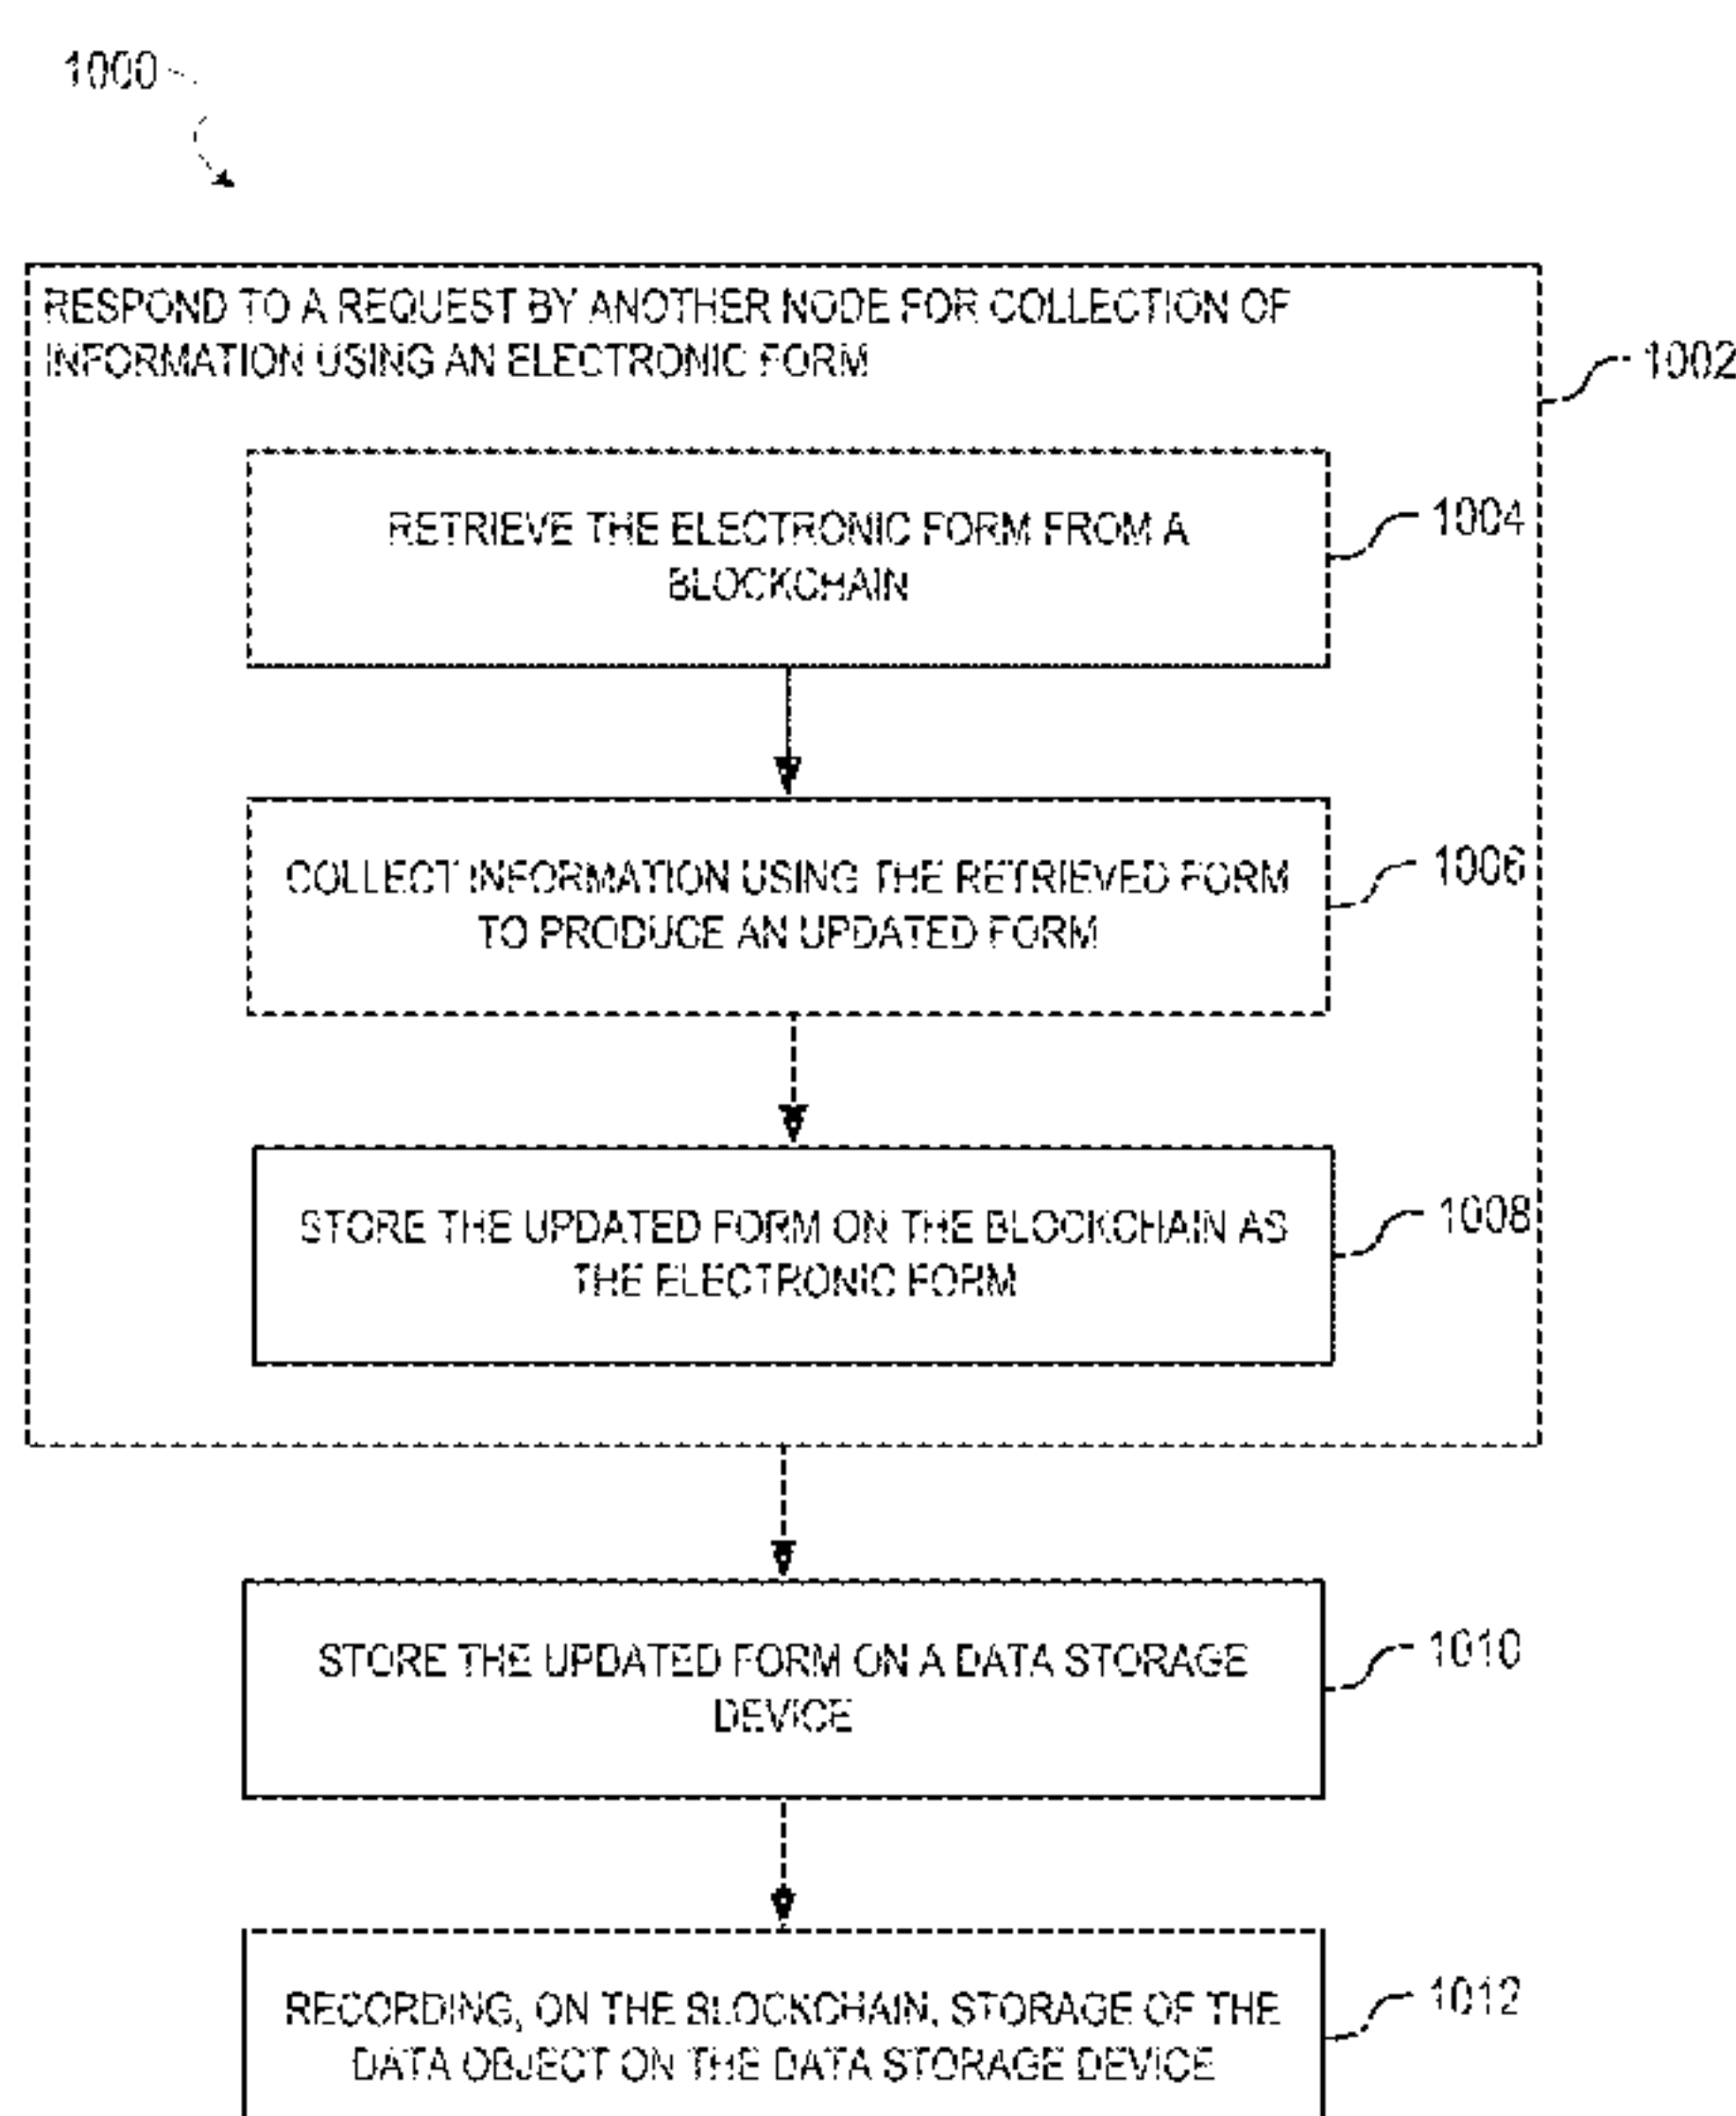 1000
RESPOND TO A REQUEST BY ANOTHER NODE FOR COLLECTION OF
INFORMATION USING AN ELECTRONIC FORM
1002
RETRIEVE THE ELECTRONIC FORM FROM A
BLOCKCHAIN
1004
COLLECT INFORMATION USING THE RETRIEVED FORM
TO PRODUCE AN UPDATED FORM
1006
STORE THE UPDATED FORM ON THE BLOCKCHAIN AS
THE ELECTRONIC FORM
1008
STORE THE UPDATED FORM ON A DATA STORAGE
DEVICE
1010
RECORDING, ON THE BLOCKCHAIN, STORAGE OF THE
DATA OBJECT ON THE DATA STORAGE DEVICE
1012